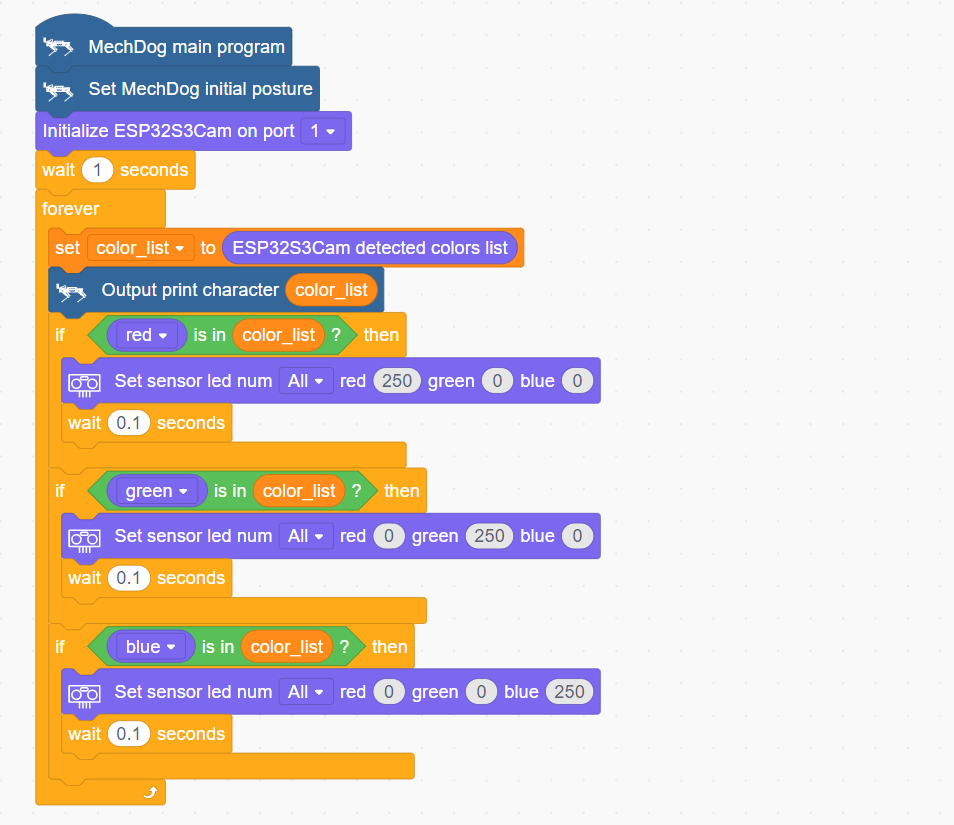 MechDog main program
Set MechDog initial posture
Initialize ESP32S3Cam on port 1
wait 1 seconds
forever
set color_list to ESP32S3Cam detected colors list
Output print character color_list
if red is in color_list ? then
Set sensor led num All red 250 green 0 blue 0
wait 0.1 seconds
if green is in color_list ? then
Set sensor led num All red 0 green 250 blue 0
wait 0.1 seconds
if blue is in color_list ? then
Set sensor led num All red 0 green 0 blue 250
wait 0.1 seconds